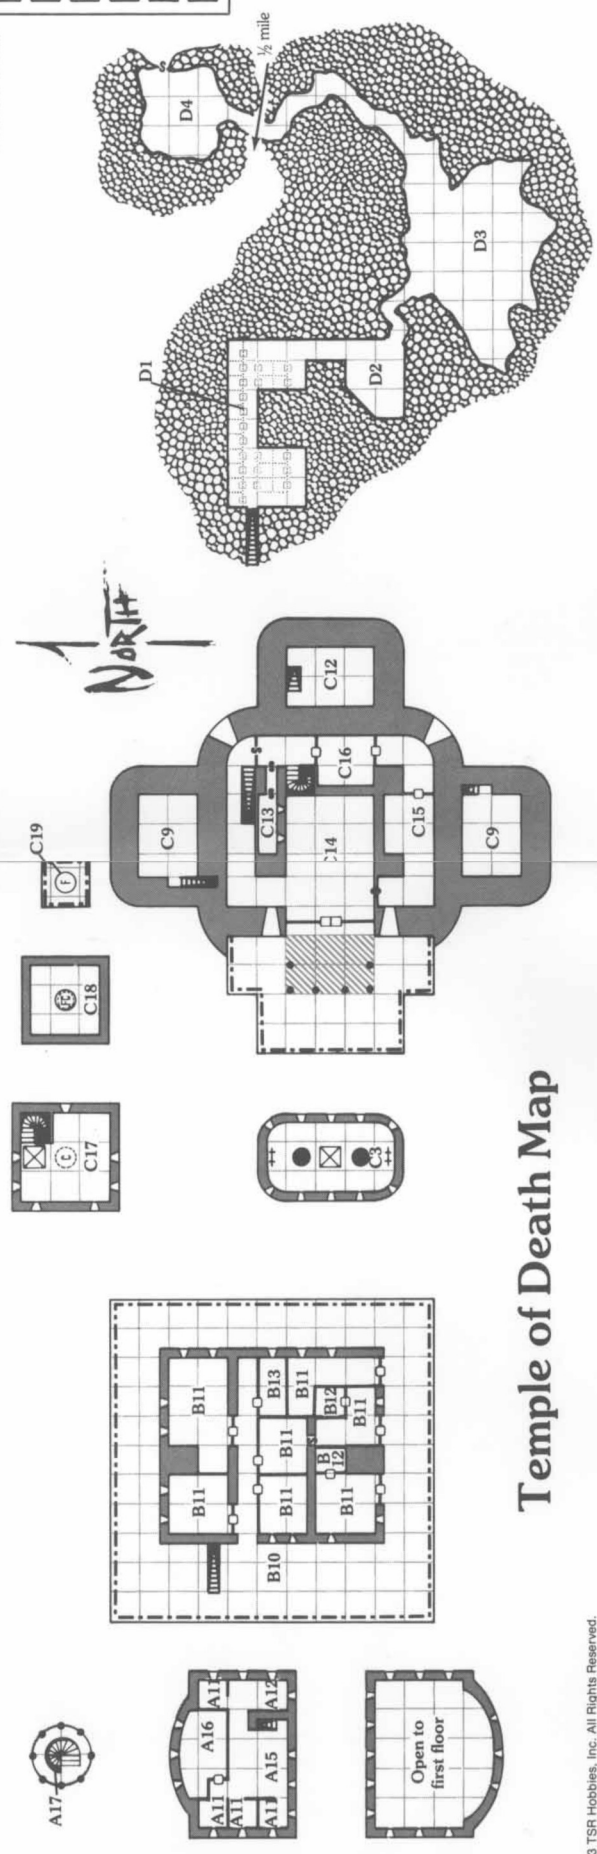 ½ mile
D4
D3
D1
D2
NORTH
C12
C16
C13
C9
C14
C15
C9
C19
F
C18
FC
C17
C
C3
Temple of Death Map
B11
B13
B11
B12
B11
B11
B11
B
12
B11
B11
S
B10
A11
A12
A16
A15
A11
A11
A11
A17
Open to
first floor
3 TSR Hobbies, Inc. All Rights Reserved.